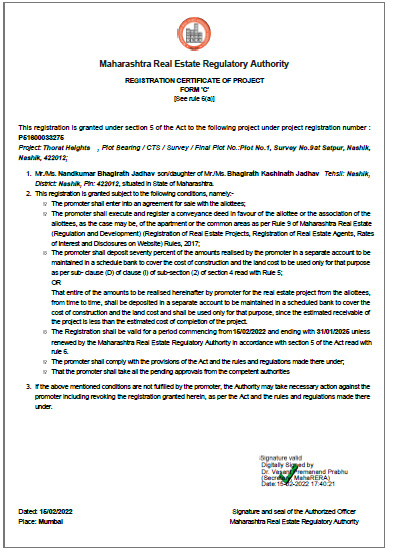 Maharashtra Real Estate Regulatory Authority
REGISTRATION CERTIFICATE OF PROJECT
FORM 'C'
[See rule 6(a)]
This registration is granted under section 5 of the Act to the following project under project registration number :
P51600033275
Project: Thorat Heights , Plot Bearing / CTS / Survey / Final Plot No.:Plot No.1, Survey No.9at Satpur, Nashik,
Nashik, 422012;
1. Mr./Ms. Nandkumar Bhagirath Jadhav son/daughter of Mr./Ms. Bhagirath Kashinath Jadhav Tehsil: Nashik,
District: Nashik, Pin: 422012, situated in State of Maharashtra.
2. This registration is granted subject to the following conditions, namely:-
The promoter shall enter into an agreement for sale with the allottees;
The promoter shall execute and register a conveyance deed in favour of the allottee or the association of the
allottees, as the case may be, of the apartment or the common areas as per Rule 9 of Maharashtra Real Estate
(Regulation and Development) (Registration of Real Estate Projects, Registration of Real Estate Agents, Rates
of Interest and Disclosures on Website) Rules, 2017;
The promoter shall deposit seventy percent of the amounts realised by the promoter in a separate account to be
maintained in a schedule bank to cover the cost of construction and the land cost to be used only for that purpose
as per sub- clause (D) of clause (l) of sub-section (2) of section 4 read with Rule 5;
OR
That entire of the amounts to be realised hereinafter by promoter for the real estate project from the allottees,
from time to time, shall be deposited in a separate account to be maintained in a scheduled bank to cover the
cost of construction and the land cost and shall be used only for that purpose, since the estimated receivable of
the project is less than the estimated cost of completion of the project.
The Registration shall be valid for a period commencing from 15/02/2022 and ending with 31/01/2025 unless
renewed by the Maharashtra Real Estate Regulatory Authority in accordance with section 5 of the Act read with
rule 6.
The promoter shall comply with the provisions of the Act and the rules and regulations made there under;
That the promoter shall take all the pending approvals from the competent authorities
3. If the above mentioned conditions are not fulfilled by the promoter, the Authority may take necessary action against the
promoter including revoking the registration granted herein, as per the Act and the rules and regulations made there
under.
Signature valid
Digitally Signed by
Dr. Vasant Premanand Prabhu
(Secretary, MahaRERA)
Date:15-02-2022 17:40:21
Dated: 15/02/2022
Place: Mumbai
Signature and seal of the Authorized Officer
Maharashtra Real Estate Regulatory Authority